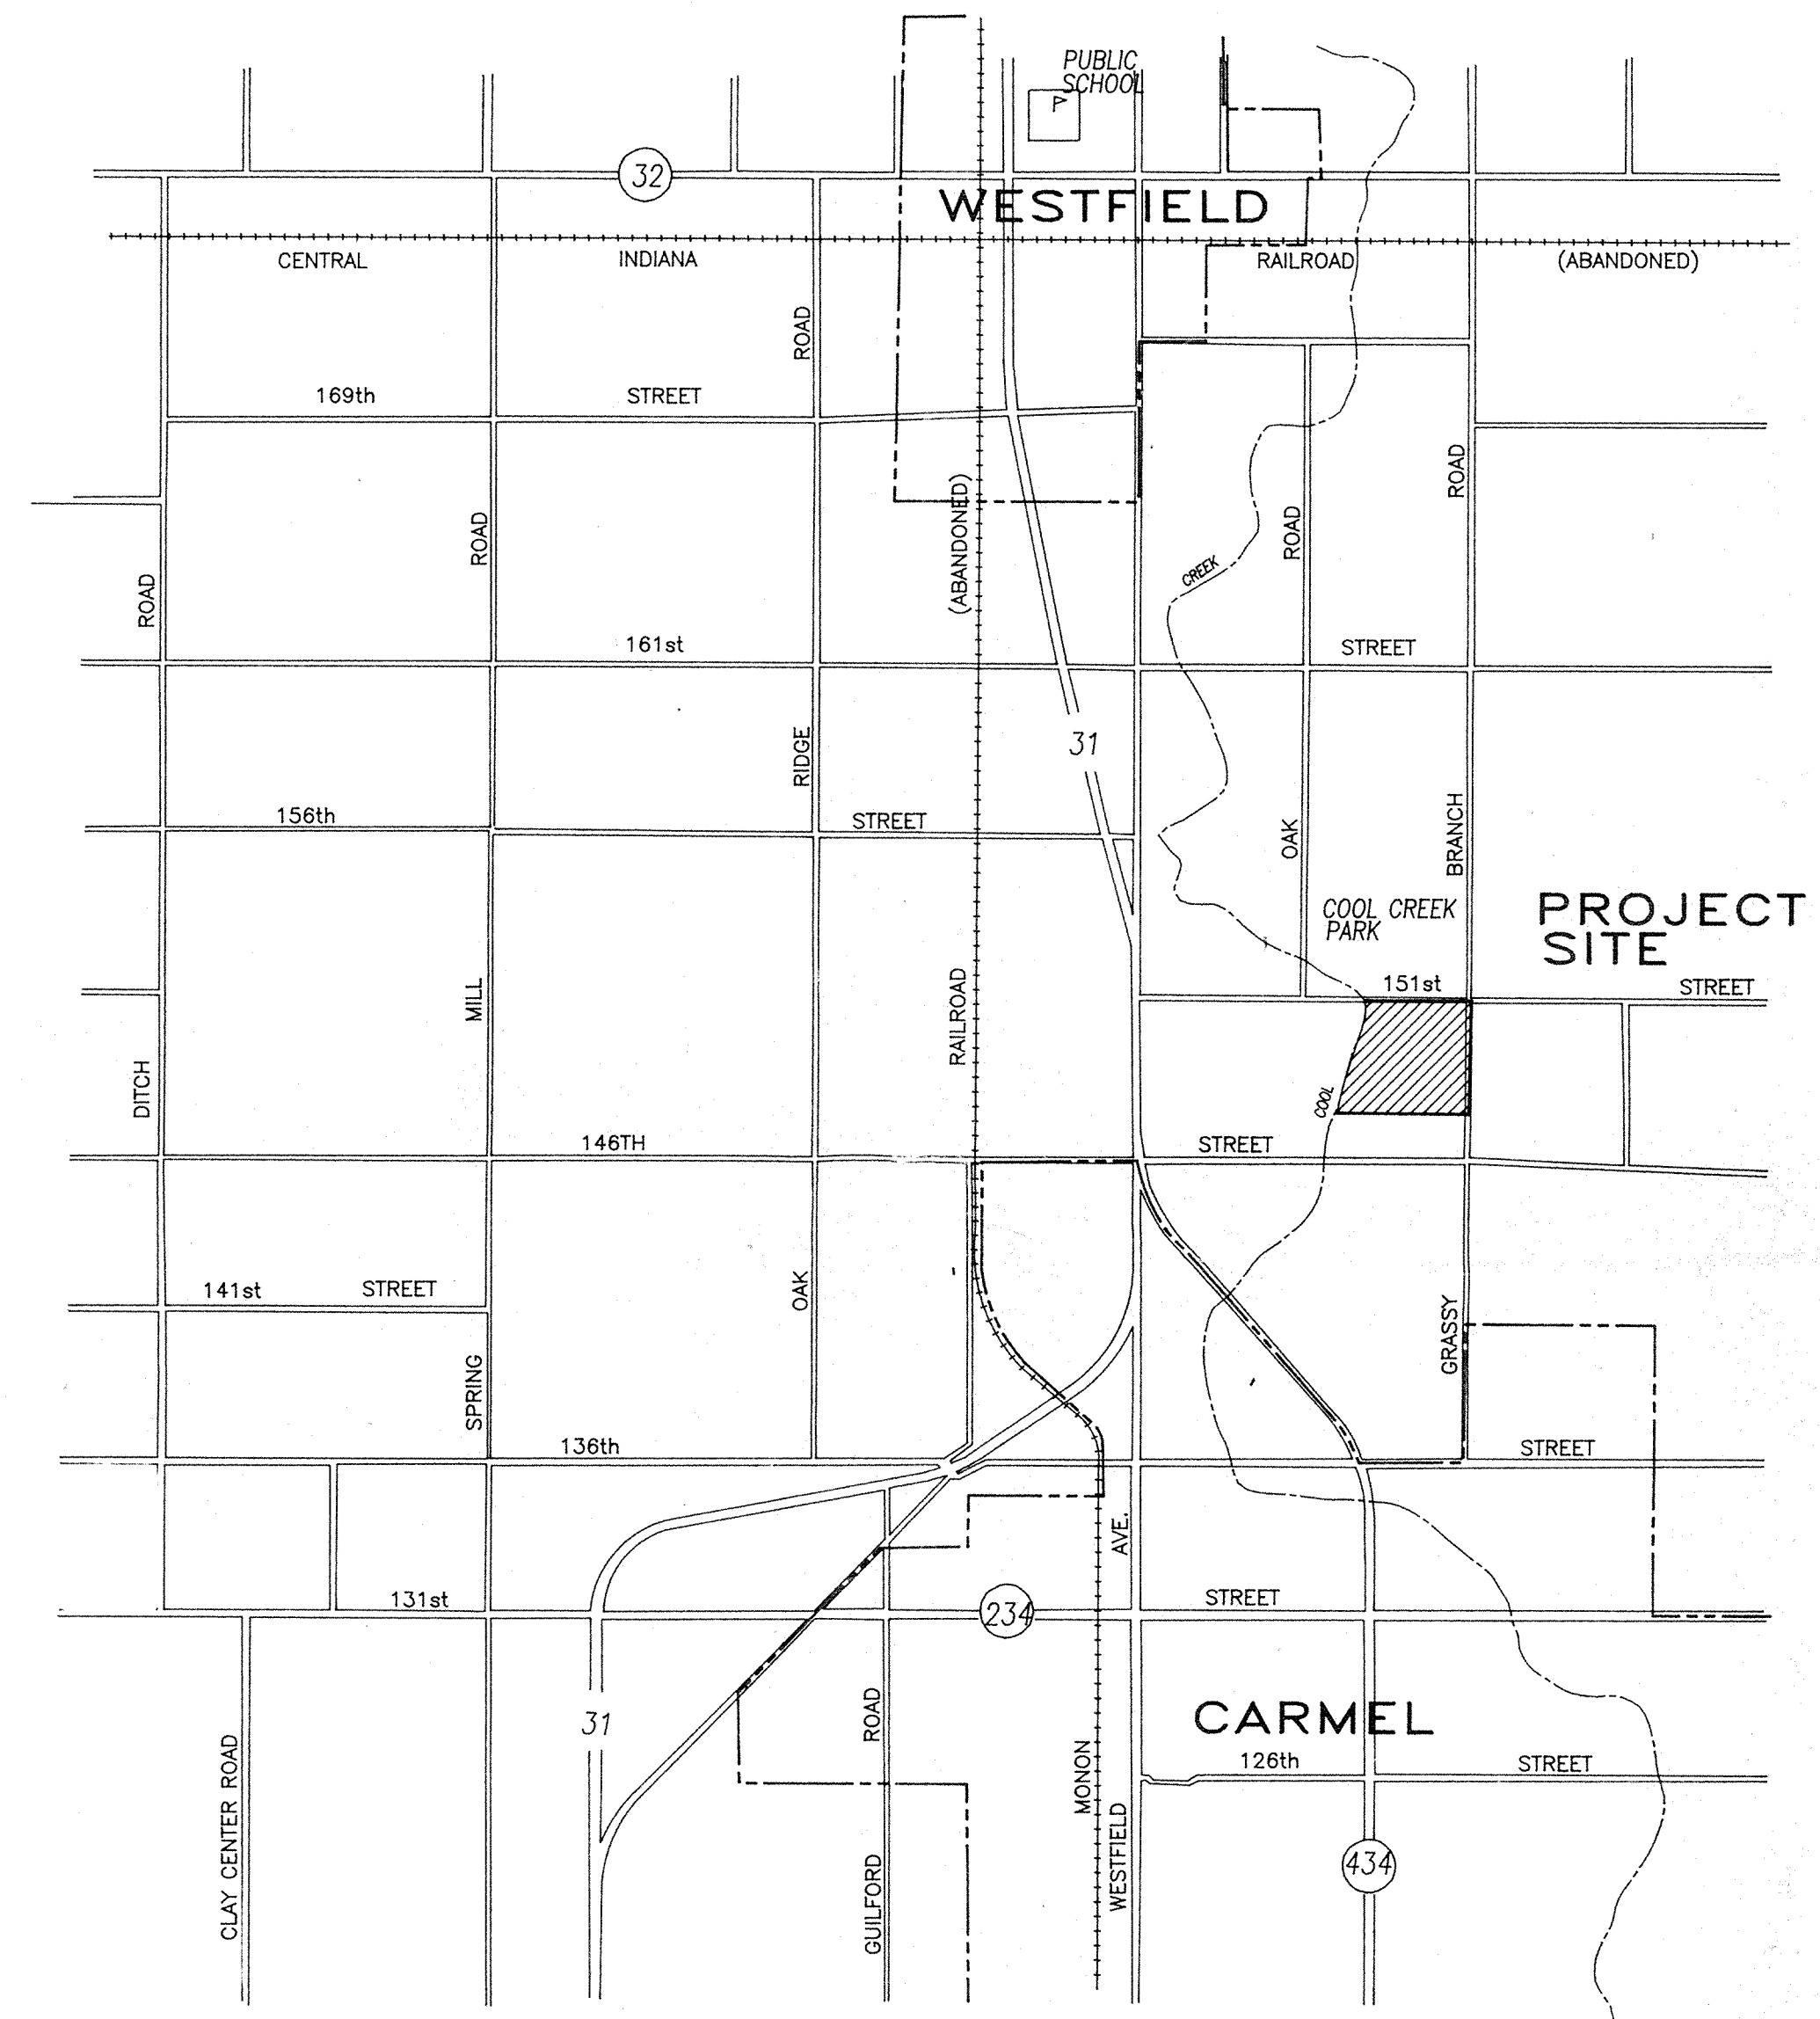 PUBLIC
SCHOOL
32
WESTFIELD
CENTRAL
INDIANA
RAILROAD
(ABANDONED)
ROAD
169th
STREET
ROAD
(ABANDONED)
ROAD
ROAD
ROAD
CREEK
161st
STREET
31
RIDGE
156th
STREET
OAK
BRANCH
COOL CREEK
PARK
PROJECT
SITE
151st
STREET
MILL
RAILROAD
DITCH
COOL
146TH
STREET
141st
STREET
OAK
GRASSY
SPRING
136th
STREET
AVE.
131st
234
STREET
31
ROAD
CARMEL
126th
STREET
CLAY CENTER ROAD
MONON
WESTFIELD
434
GUILFORD